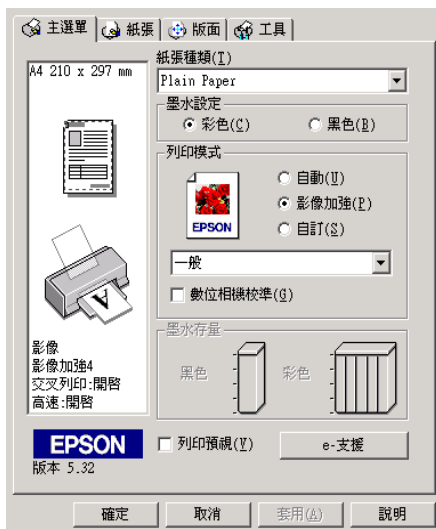 主選單 紙張 版面 工具
A4 210 x 297 mm
紙張種類(T)
Plain Paper
墨水設定
彩色(C) 黑色(B)
列印模式
自動(U)
影像加強(P)
自訂(S)
EPSON
一般
數位相機校準(G)
墨水存量
黑色 彩色
影像
影像加強4
交叉列印:開啓
高速:開啓
EPSON
版本 5.32
列印預視(V) e-支援
確定 取消 套用(A) 說明